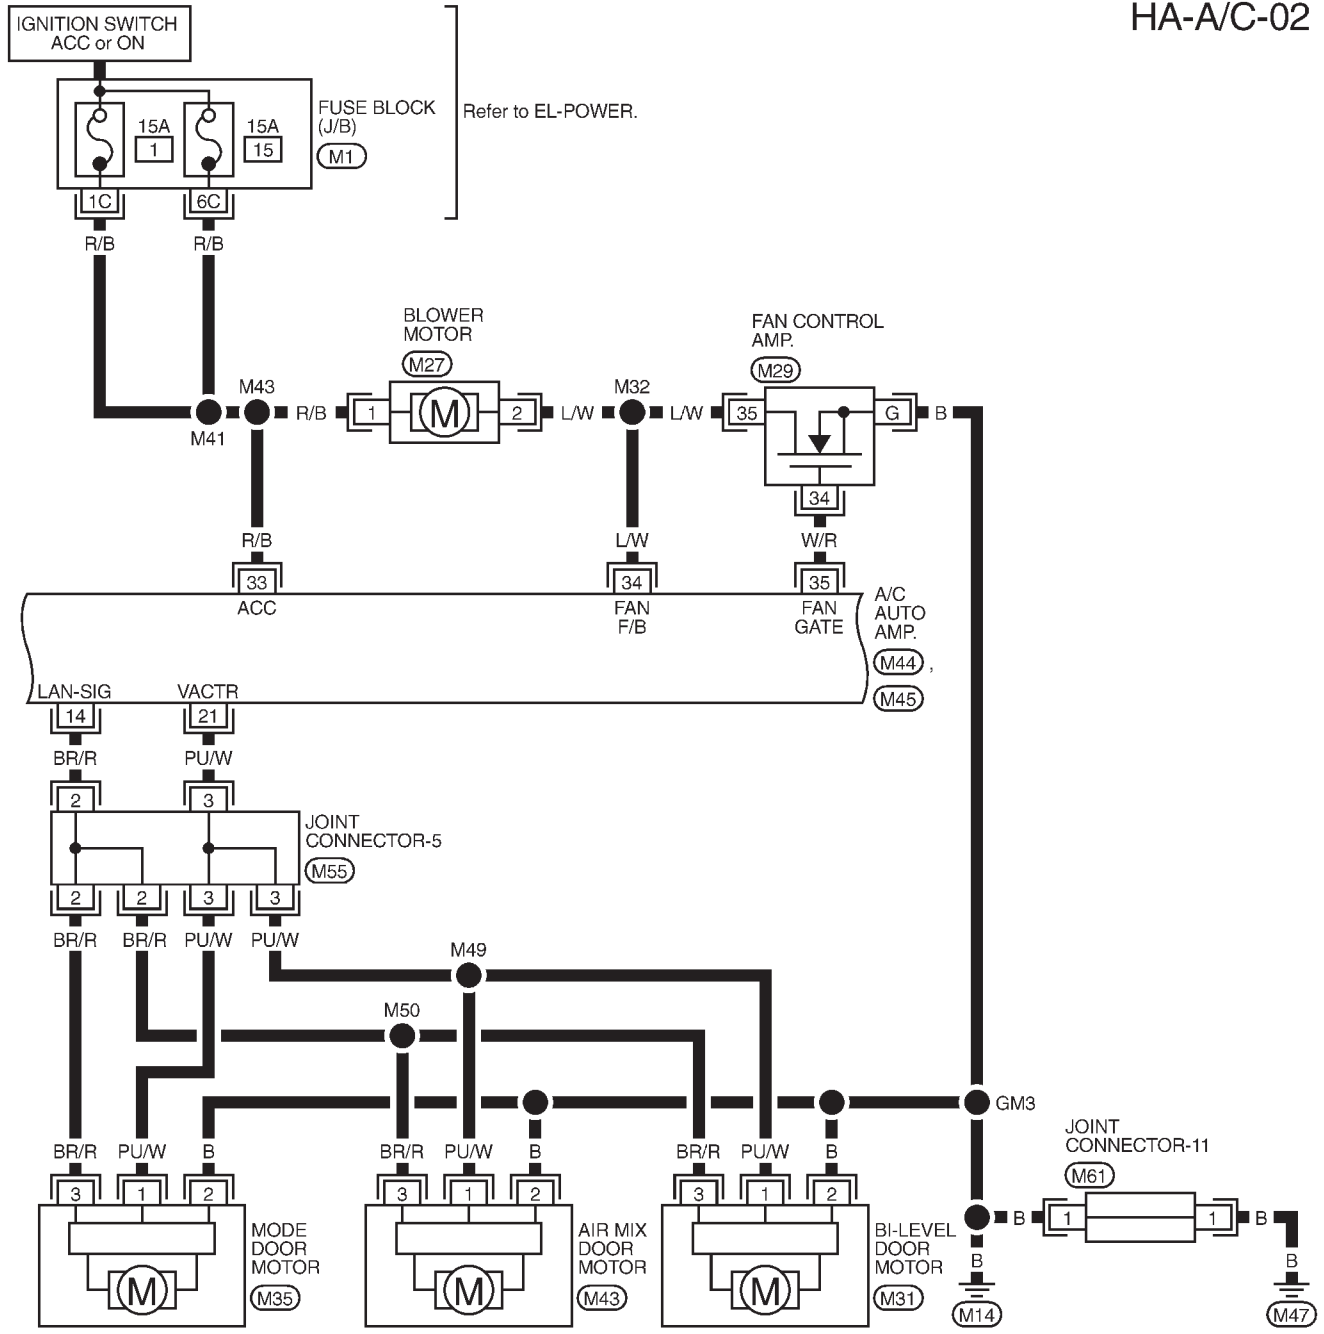 HA-A/C-02
IGNITION SWITCH
ACC or ON
FUSE BLOCK
(J/B)
M1
Refer to EL-POWER.
15A
1
15A
15
1C
6C
R/B
R/B
BLOWER
MOTOR
M27
FAN CONTROL
AMP.
M29
M43
M41
R/B
1
M
2
L/W
M32
L/W
35
G
B
34
R/B
L/W
W/R
33
34
35
ACC
FAN
F/B
FAN
GATE
A/C
AUTO
AMP.
M44 ,
M45
LAN-SIG
VACTR
14
21
BR/R
PU/W
2
3
JOINT
CONNECTOR-5
M55
2
2
3
3
BR/R
BR/R
PU/W
PU/W
M49
M50
GM3
BR/R
PU/W
B
BR/R
PU/W
B
BR/R
PU/W
B
3
1
2
3
1
2
3
1
2
MODE
DOOR
MOTOR
M35
M
AIR MIX
DOOR
MOTOR
M43
M
BI-LEVEL
DOOR
MOTOR
M31
M
JOINT
CONNECTOR-11
M61
B
1
1
B
B
B
M14
M47